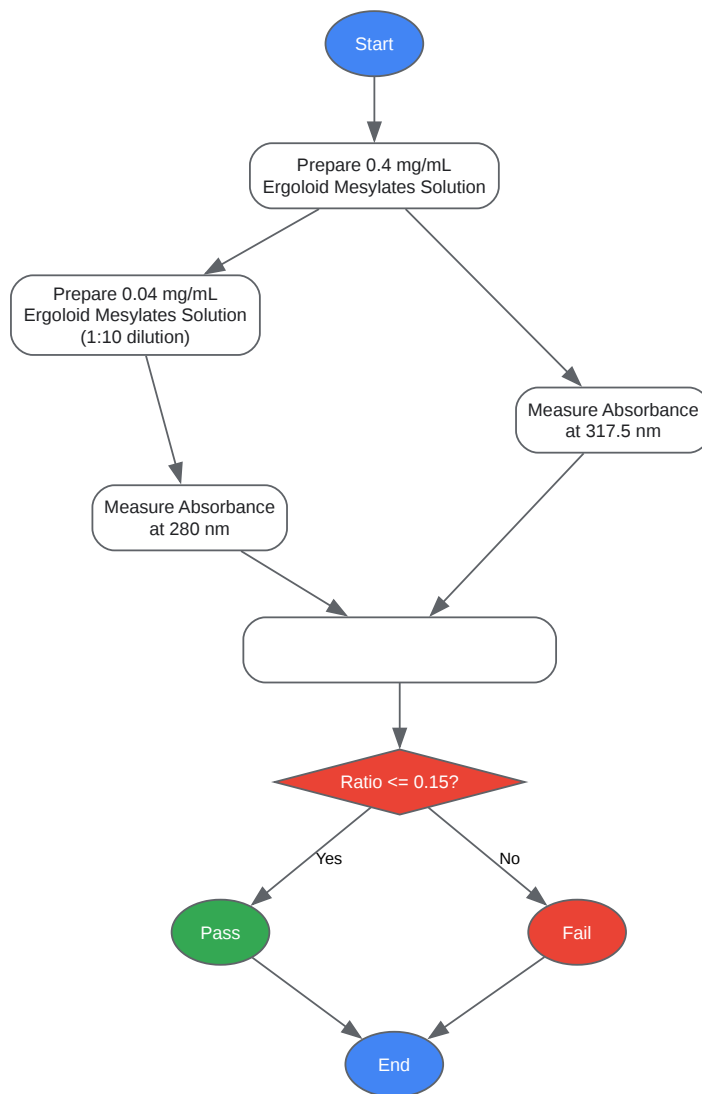 Start
Prepare 0.4 mg/mL
Ergoloid Mesylates Solution
Prepare 0.04 mg/mL
Ergoloid Mesylates Solution
(1:10 dilution)
Measure Absorbance
at 317.5 nm
Measure Absorbance
at 280 nm
Ratio <= 0.15?
Yes
No
Pass
Fail
End